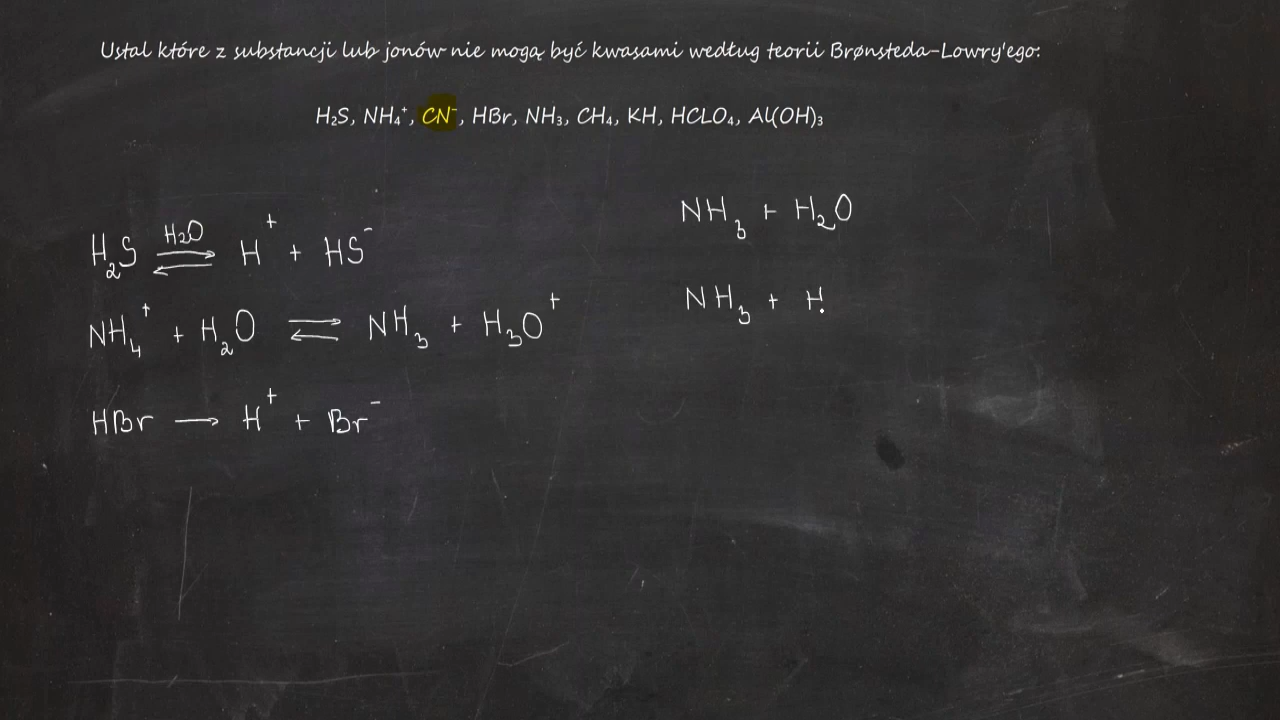 Ustal które z substancji lub jonów nie mogą być kwasami według teorii Brønsteda-Lowry'ego:
H₂S, NH₄⁺, CN⁻, HBr, NH₃, CH₄, KH, HCLO₄, Al(OH)₃
H₂S ⇌ H₂O H⁺ + HS⁻
NH₄⁺ + H₂O ⇌ NH₃ + H₃O⁺
HBr → H⁺ + Br⁻
NH₃ + H₂O
NH₃ + H